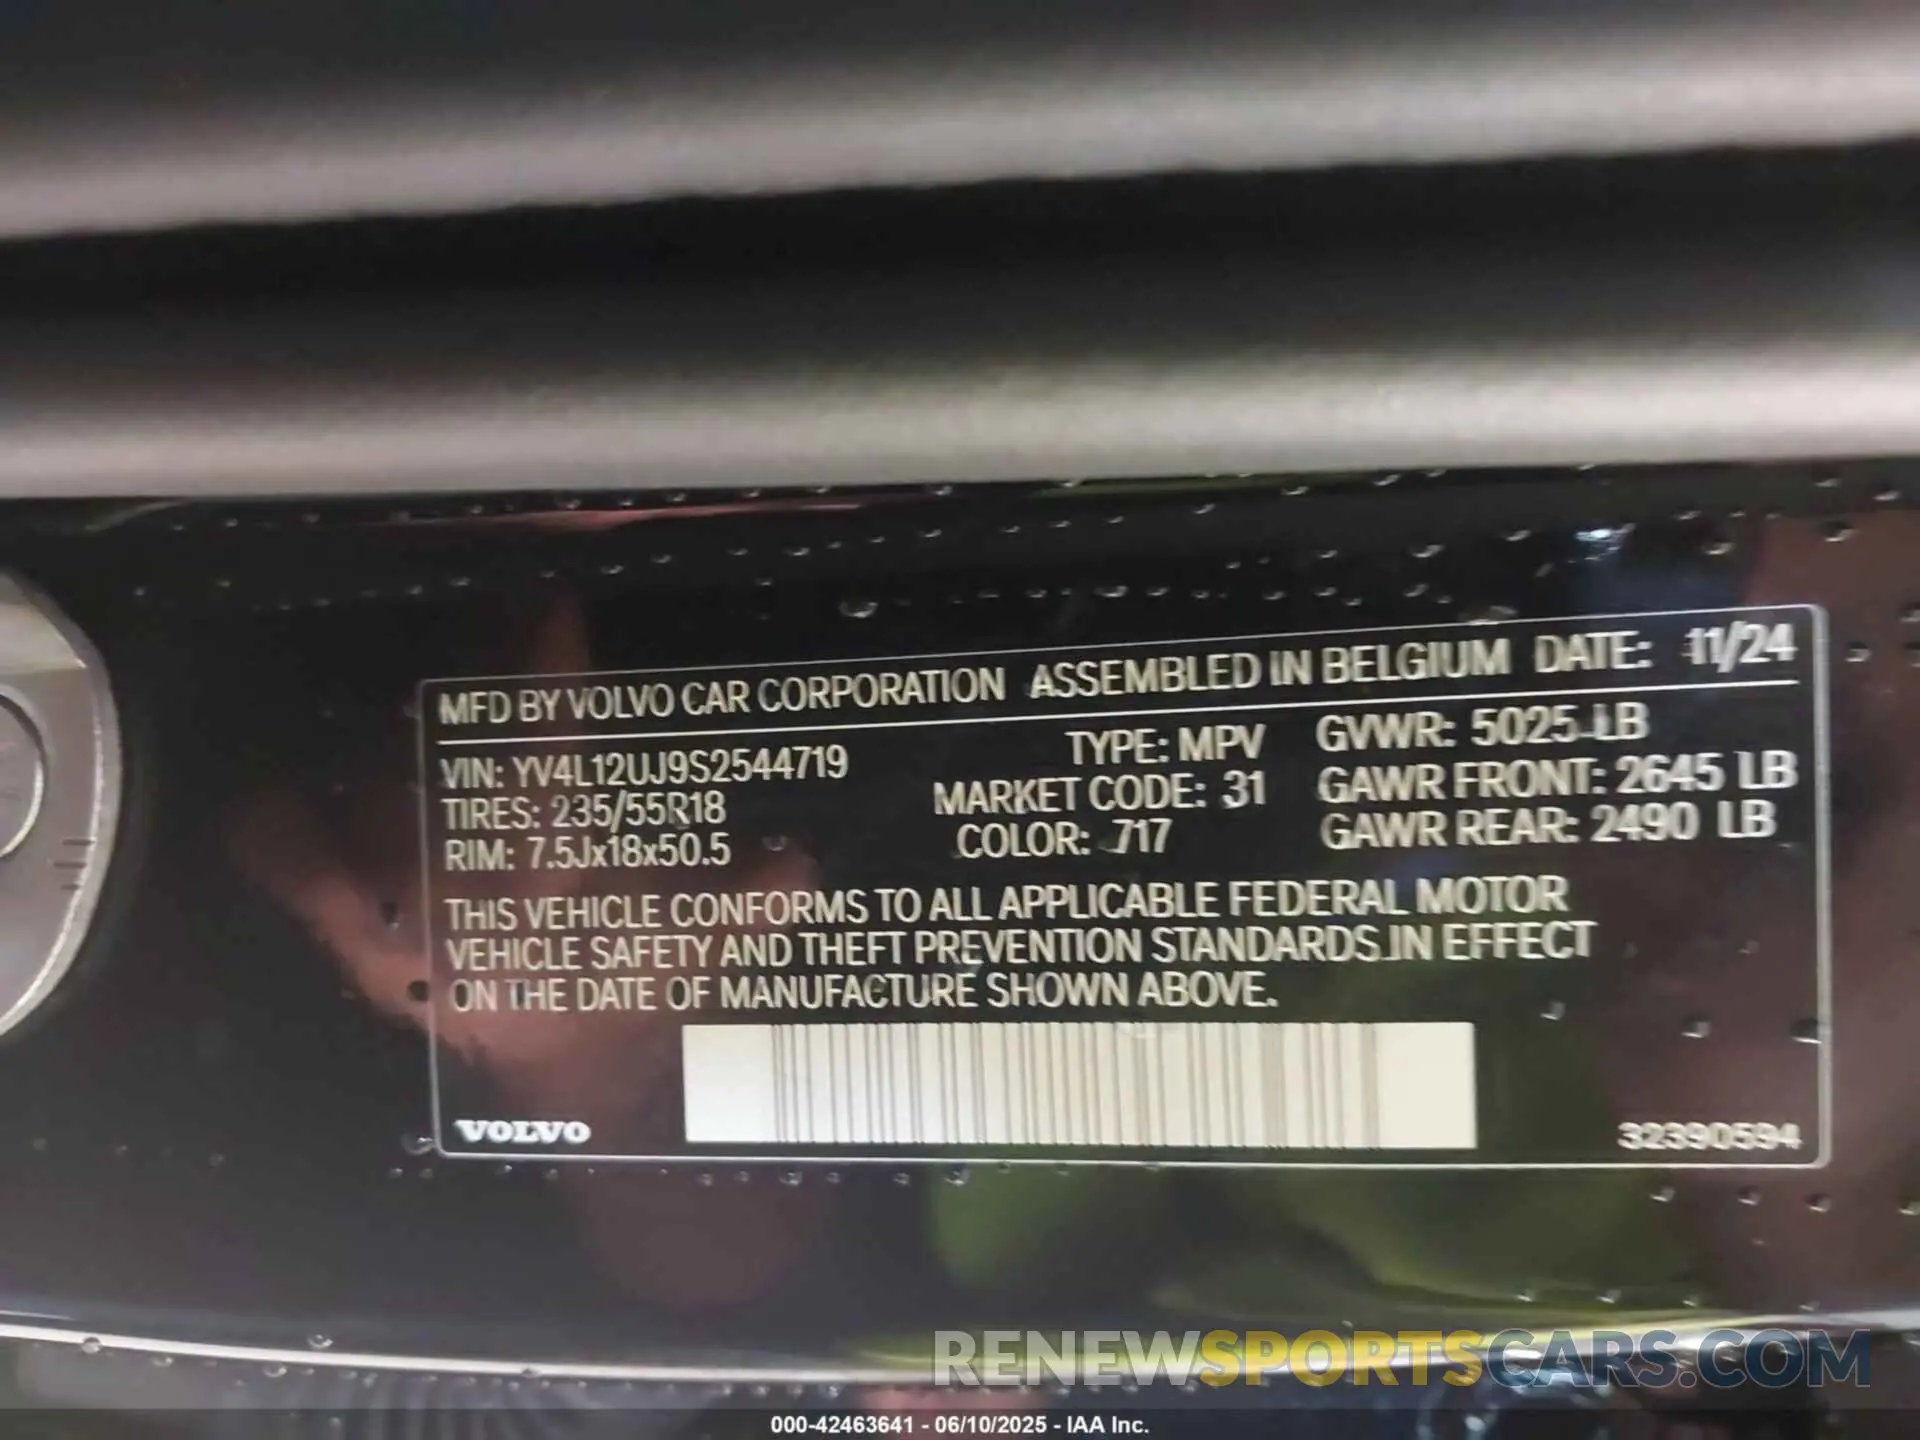 MFD BY VOLVO CAR CORPORATION ASSEMBLED IN BELGIUM DATE: 11/24
VIN: YV4L12UJ9S2544719 TYPE: MPV GVWR: 5025 LB
TIRES: 235/55R18 MARKET CODE: 31 GAWR FRONT: 2645 LB
RIM: 7.5Jx18x50.5 COLOR: 717 GAWR REAR: 2490 LB
THIS VEHICLE CONFORMS TO ALL APPLICABLE FEDERAL MOTOR
VEHICLE SAFETY AND THEFT PREVENTION STANDARDS IN EFFECT
ON THE DATE OF MANUFACTURE SHOWN ABOVE.
VOLVO 32390594
RENEWSPORTSCARS.COM
000-42463641 - 06/10/2025 - IAA Inc.